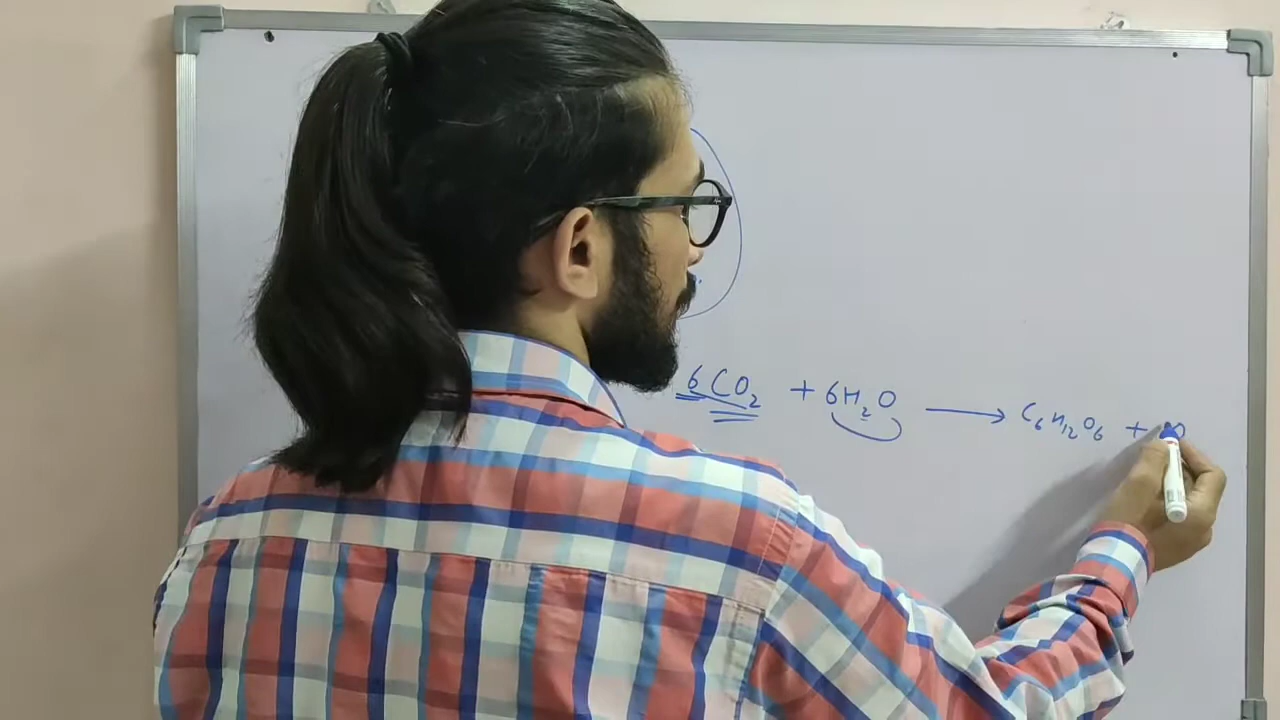 6CO₂ + 6H₂O → C₆H₁₂O₆ +